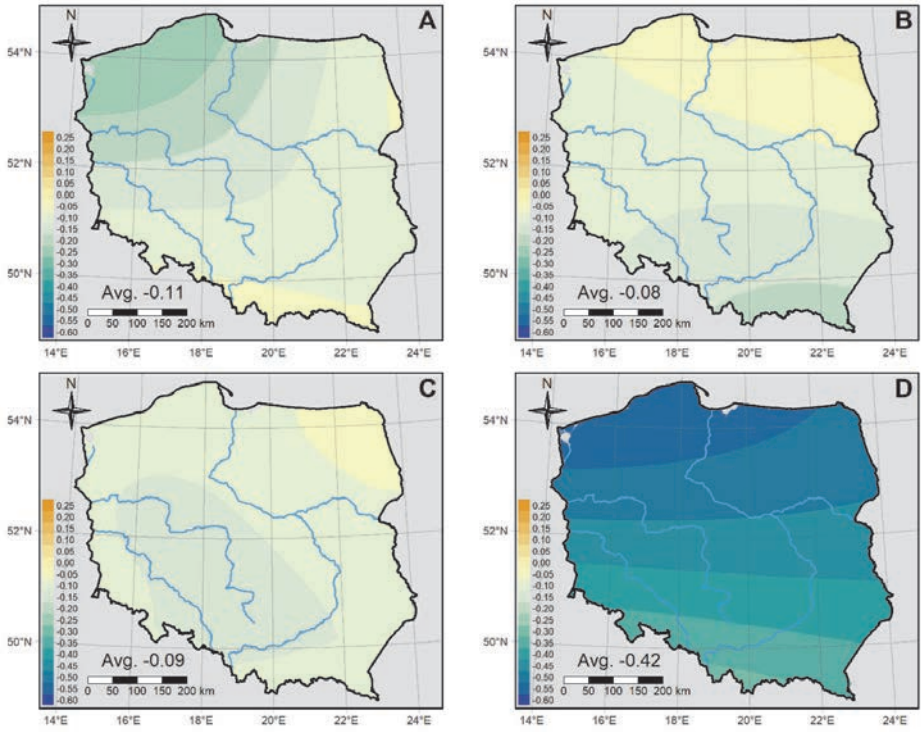 A
N
54°N
52°N
50°N
0.25
0.20
0.15
0.10
0.05
0.00
-0.05
-0.10
-0.15
-0.20
-0.25
-0.30
-0.35
-0.40
-0.45
-0.50
-0.55
-0.60
Avg. -0.11
0 50 100 150 200 km
14°E 16°E 18°E 20°E 22°E 24°E
B
N
54°N
52°N
50°N
0.25
0.20
0.15
0.10
0.05
0.00
-0.05
-0.10
-0.15
-0.20
-0.25
-0.30
-0.35
-0.40
-0.45
-0.50
-0.55
-0.60
Avg. -0.08
0 50 100 150 200 km
14°E 16°E 18°E 20°E 22°E 24°E
C
N
54°N
52°N
50°N
0.25
0.20
0.15
0.10
0.05
0.00
-0.05
-0.10
-0.15
-0.20
-0.25
-0.30
-0.35
-0.40
-0.45
-0.50
-0.55
-0.60
Avg. -0.09
0 50 100 150 200 km
14°E 16°E 18°E 20°E 22°E 24°E
D
N
54°N
52°N
50°N
0.25
0.20
0.15
0.10
0.05
0.00
-0.05
-0.10
-0.15
-0.20
-0.25
-0.30
-0.35
-0.40
-0.45
-0.50
-0.55
-0.60
Avg. -0.42
0 50 100 150 200 km
14°E 16°E 18°E 20°E 22°E 24°E